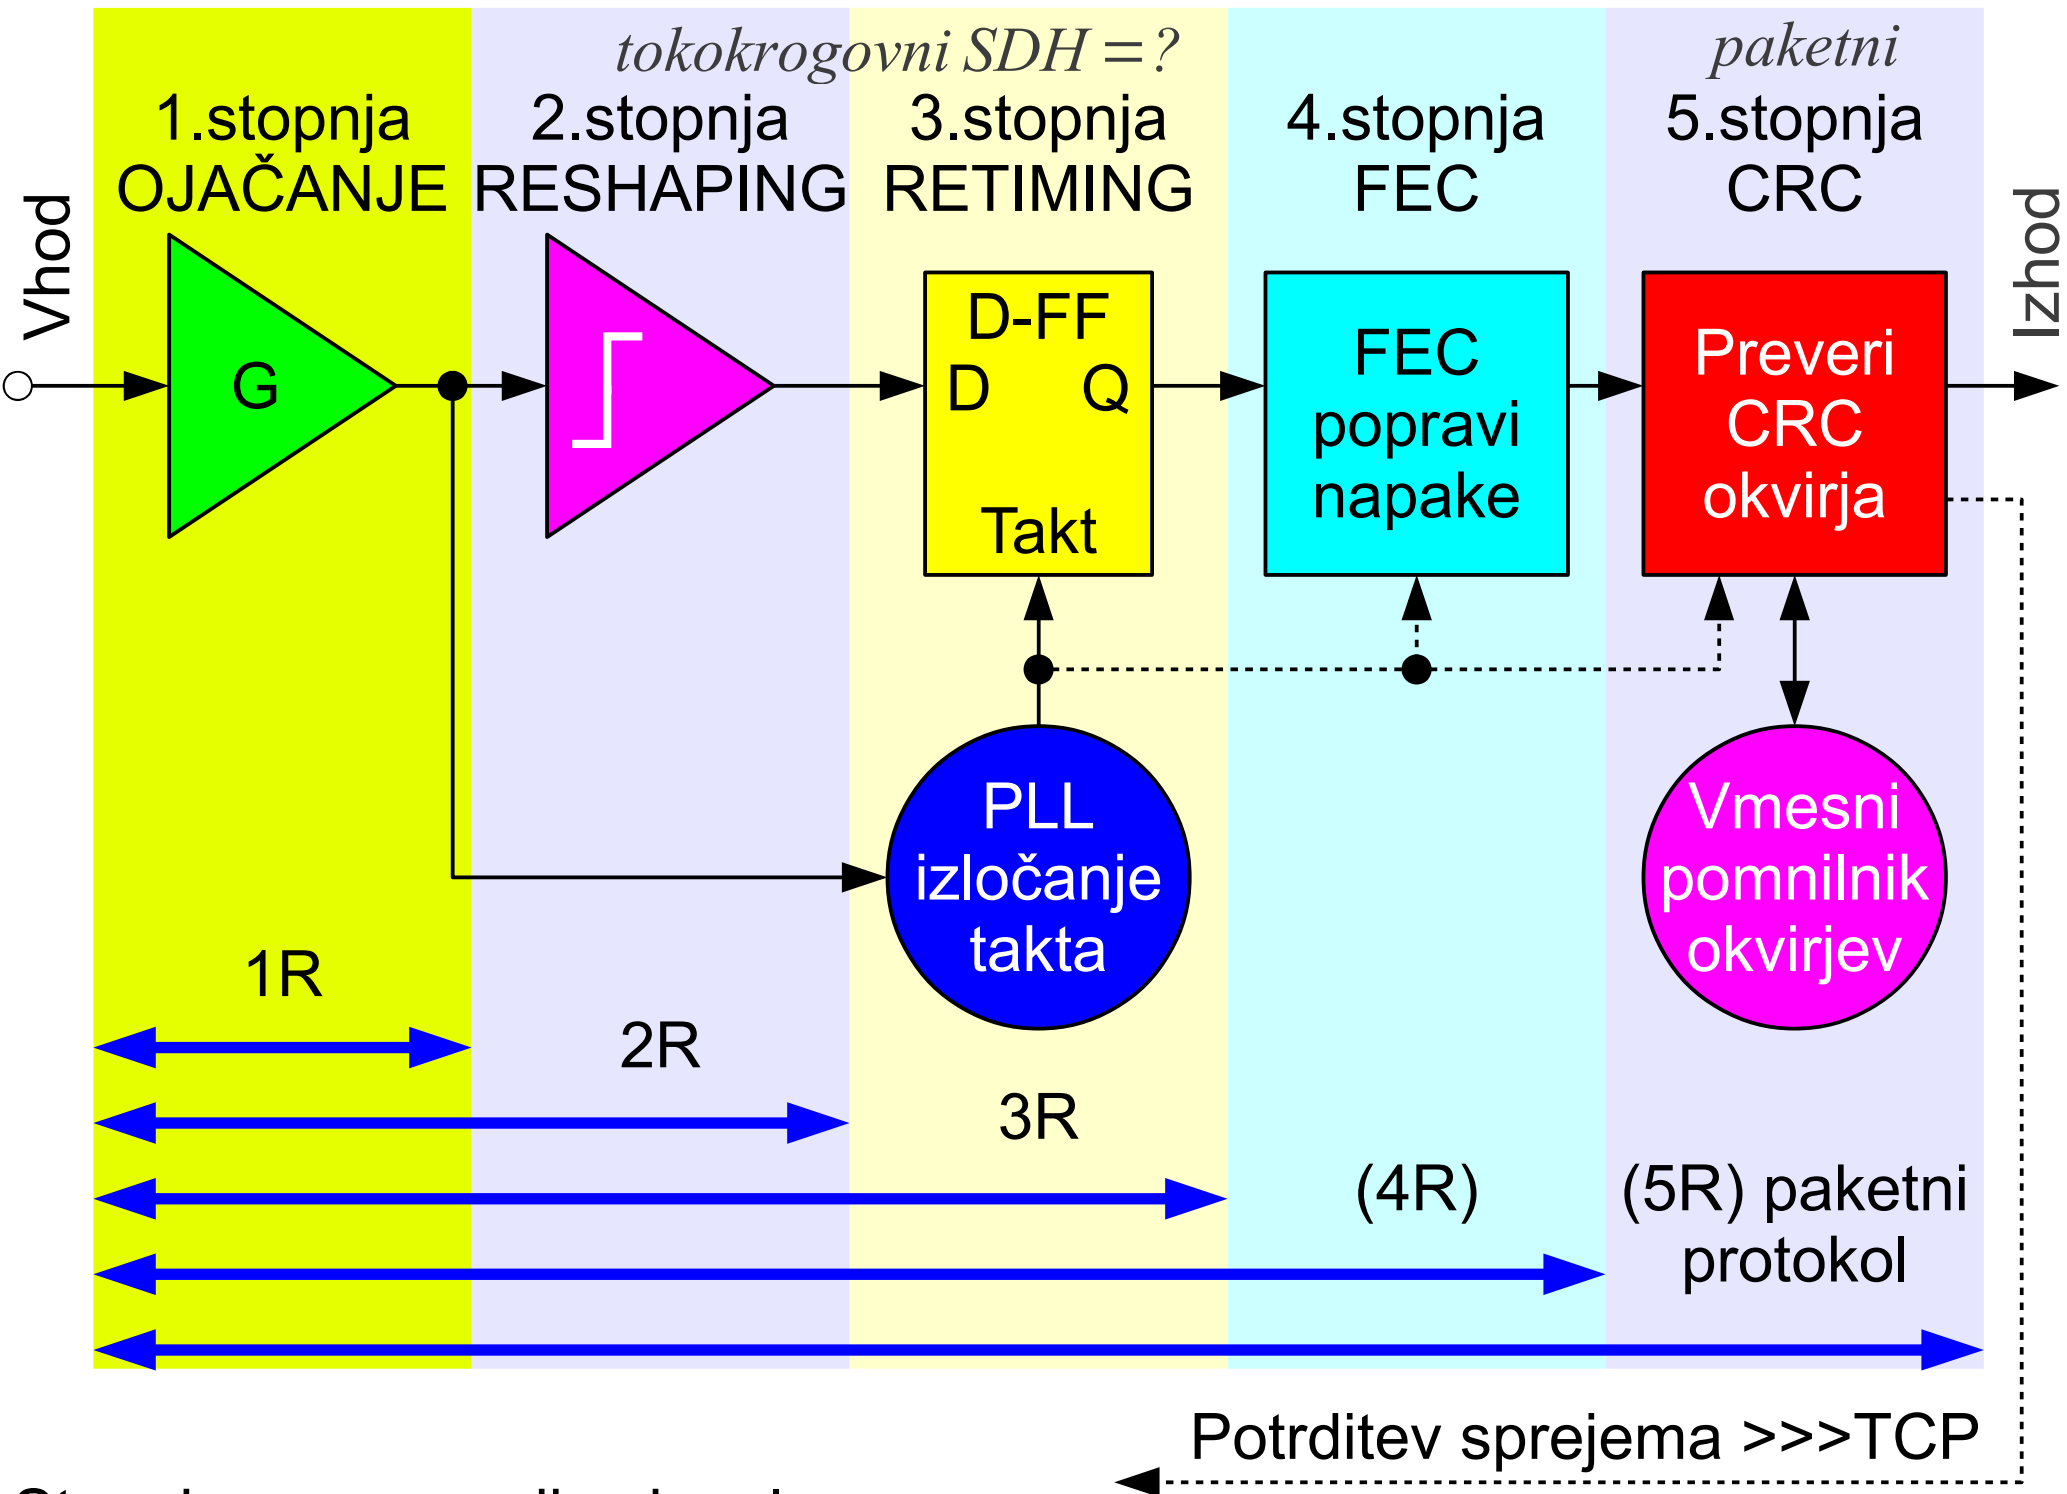 tokokrogovni SDH =?
paketni
1.stopnja
OJAČANJE
2.stopnja
RESHAPING
3.stopnja
RETIMING
4.stopnja
FEC
5.stopnja
CRC
Vhod
Izhod
G
D-FF
D Q
Takt
FEC
popravi
napake
Preveri
CRC
okvirja
PLL
izločanje
takta
Vmesni
pomnilnik
okvirjev
1R
2R
3R
(4R)
(5R) paketni
protokol
Potrditev sprejema >>>TCP